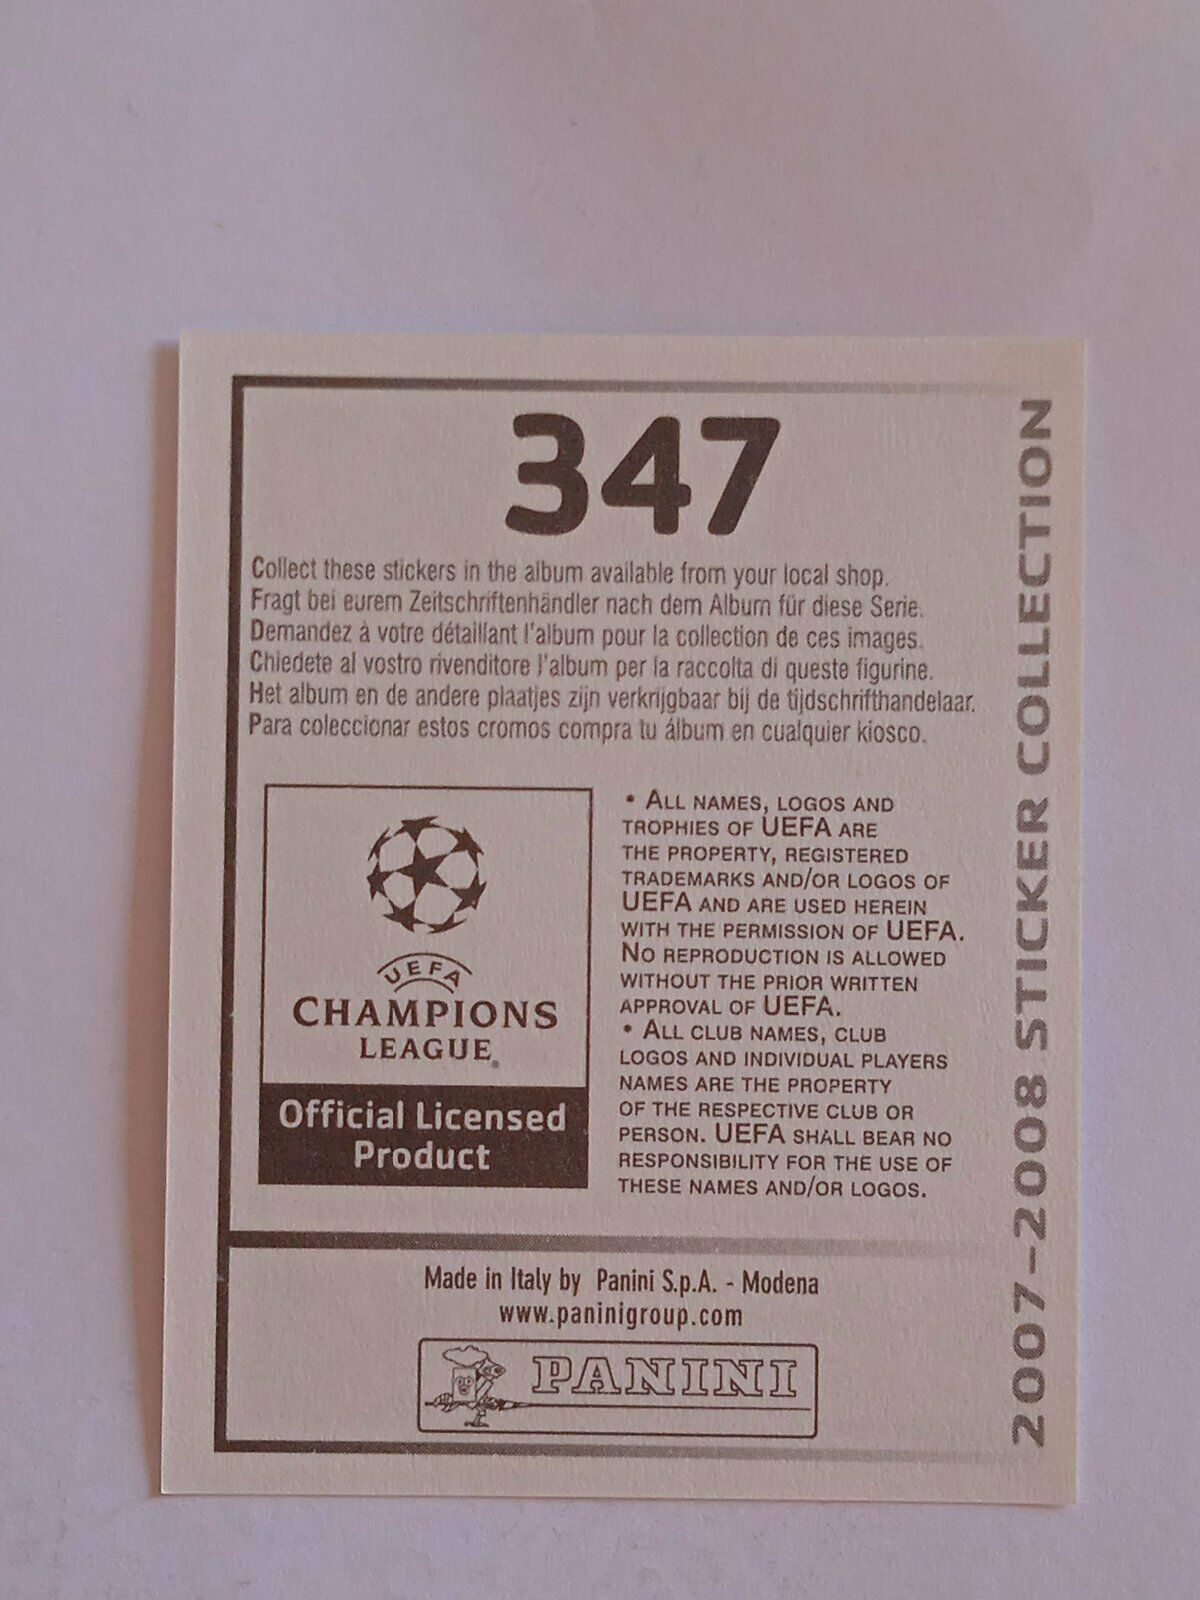 347
Collect these stickers in the album available from your local shop.
Fragt bei eurem Zeitschriftenhändler nach dem Album für diese Serie.
Demandez à votre détaillant l'album pour la collection de ces images.
Chiedete al vostro rivenditore l'album per la raccolta di queste figurine.
Het album en de andere plaatjes zijn verkrijgbaar bij de tijdschrifthandelaar.
Para coleccionar estos cromos compra tu álbum en cualquier kiosco.
UEFA
CHAMPIONS
LEAGUE®
Official Licensed
Product
• ALL NAMES, LOGOS AND
TROPHIES OF UEFA ARE
THE PROPERTY, REGISTERED
TRADEMARKS AND/OR LOGOS OF
UEFA AND ARE USED HEREIN
WITH THE PERMISSION OF UEFA.
NO REPRODUCTION IS ALLOWED
WITHOUT THE PRIOR WRITTEN
APPROVAL OF UEFA.
• ALL CLUB NAMES, CLUB
LOGOS AND INDIVIDUAL PLAYERS
NAMES ARE THE PROPERTY
OF THE RESPECTIVE CLUB OR
PERSON. UEFA SHALL BEAR NO
RESPONSIBILITY FOR THE USE OF
THESE NAMES AND/OR LOGOS.
Made in Italy by Panini S.p.A. - Modena
www.paninigroup.com
PANINI
2007-2008 STICKER COLLECTION